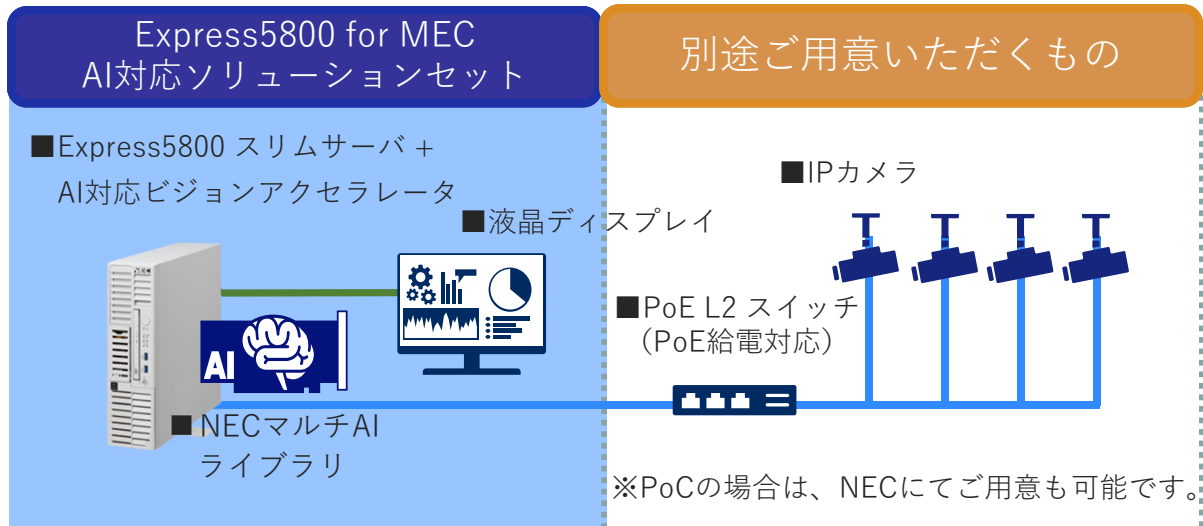 Express5800 for MEC
AI対応ソリューションセット
別途ご用意いただくもの
■Express5800 スリムサーバ +
AI対応ビジョンアクセラレータ
■液晶ディスプレイ
■IPカメラ
■PoE L2 スイッチ
（PoE給電対応）
NEC
AI
■ NECマルチAI
ライブラリ
※PoCの場合は、NECにてご用意も可能です。